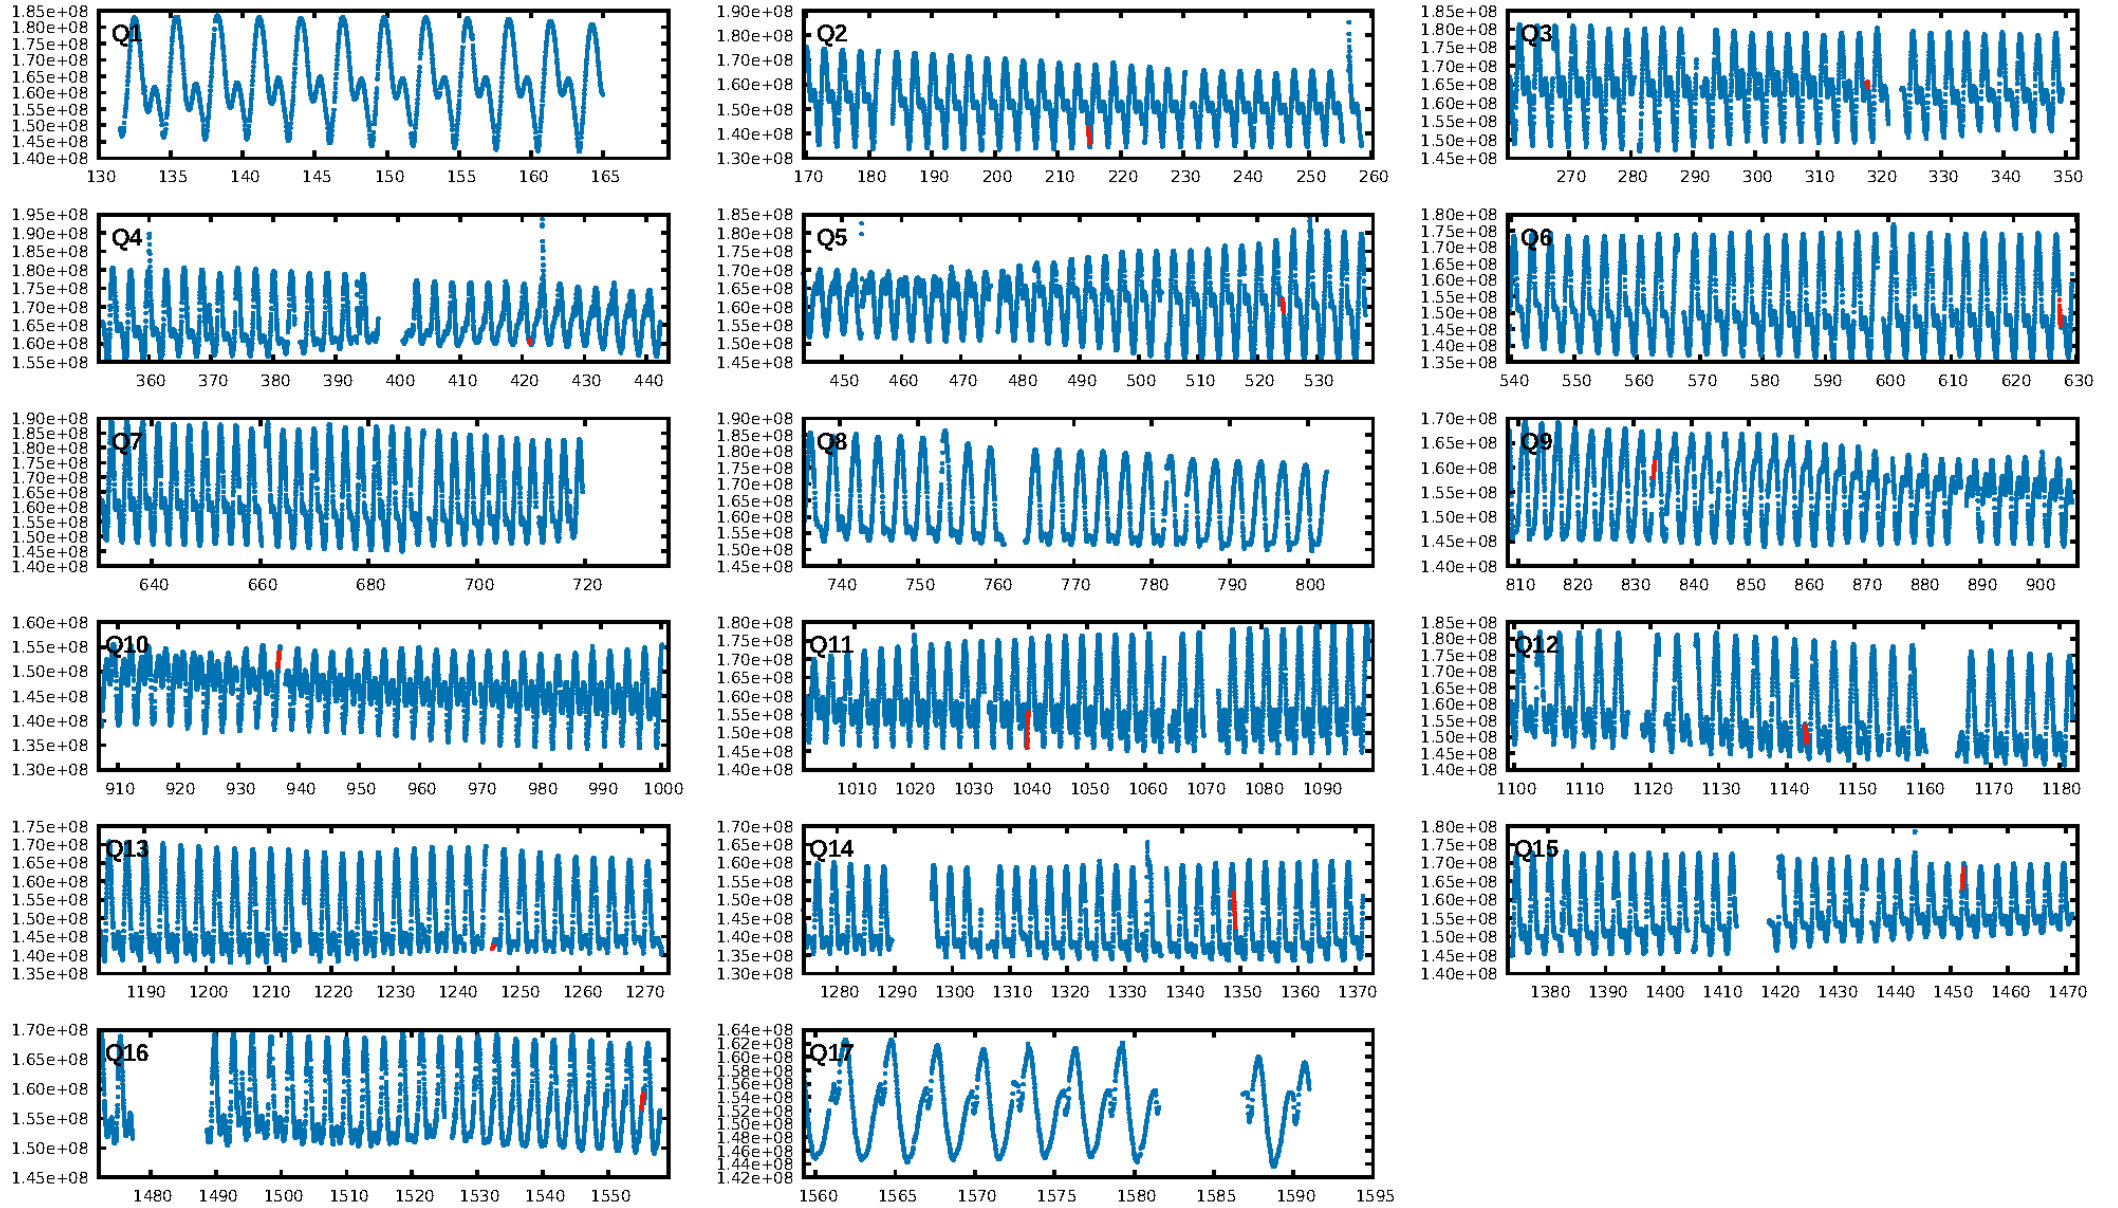 Q1
1.85e+08
1.80e+08
1.75e+08
1.70e+08
1.65e+08
1.60e+08
1.55e+08
1.50e+08
1.45e+08
1.40e+08
130 135 140 145 150 155 160 165
Q2
1.90e+08
1.80e+08
1.70e+08
1.60e+08
1.50e+08
1.40e+08
1.30e+08
170 180 190 200 210 220 230 240 250 260
Q3
1.85e+08
1.80e+08
1.75e+08
1.70e+08
1.65e+08
1.60e+08
1.55e+08
1.50e+08
1.45e+08
270 280 290 300 310 320 330 340 350
Q4
1.95e+08
1.90e+08
1.85e+08
1.80e+08
1.75e+08
1.70e+08
1.65e+08
1.60e+08
1.55e+08
360 370 380 390 400 410 420 430 440
Q5
1.85e+08
1.80e+08
1.75e+08
1.70e+08
1.65e+08
1.60e+08
1.55e+08
1.50e+08
1.45e+08
450 460 470 480 490 500 510 520 530
Q6
1.80e+08
1.75e+08
1.70e+08
1.65e+08
1.60e+08
1.55e+08
1.50e+08
1.45e+08
1.40e+08
1.35e+08
540 550 560 570 580 590 600 610 620 630
Q7
1.90e+08
1.85e+08
1.80e+08
1.75e+08
1.70e+08
1.65e+08
1.60e+08
1.55e+08
1.50e+08
1.45e+08
1.40e+08
640 660 680 700 720
Q8
1.90e+08
1.85e+08
1.80e+08
1.75e+08
1.70e+08
1.65e+08
1.60e+08
1.55e+08
1.50e+08
1.45e+08
740 750 760 770 780 790 800
Q9
1.70e+08
1.65e+08
1.60e+08
1.55e+08
1.50e+08
1.45e+08
1.40e+08
810 820 830 840 850 860 870 880 890 900
Q10
1.60e+08
1.55e+08
1.50e+08
1.45e+08
1.40e+08
1.35e+08
1.30e+08
910 920 930 940 950 960 970 980 990 1000
Q11
1.80e+08
1.75e+08
1.70e+08
1.65e+08
1.60e+08
1.55e+08
1.50e+08
1.45e+08
1.40e+08
1010 1020 1030 1040 1050 1060 1070 1080 1090
Q12
1.85e+08
1.80e+08
1.75e+08
1.70e+08
1.65e+08
1.60e+08
1.55e+08
1.50e+08
1.45e+08
1.40e+08
1100 1110 1120 1130 1140 1150 1160 1170 1180
Q13
1.75e+08
1.70e+08
1.65e+08
1.60e+08
1.55e+08
1.50e+08
1.45e+08
1.40e+08
1.35e+08
1190 1200 1210 1220 1230 1240 1250 1260 1270
Q14
1.70e+08
1.65e+08
1.60e+08
1.55e+08
1.50e+08
1.45e+08
1.40e+08
1.35e+08
1.30e+08
1280 1290 1300 1310 1320 1330 1340 1350 1360 1370
Q15
1.80e+08
1.75e+08
1.70e+08
1.65e+08
1.60e+08
1.55e+08
1.50e+08
1.45e+08
1.40e+08
1380 1390 1400 1410 1420 1430 1440 1450 1460 1470
Q16
1.70e+08
1.65e+08
1.60e+08
1.55e+08
1.50e+08
1.45e+08
1480 1490 1500 1510 1520 1530 1540 1550
Q17
1.64e+08
1.62e+08
1.60e+08
1.58e+08
1.56e+08
1.54e+08
1.52e+08
1.50e+08
1.48e+08
1.46e+08
1.44e+08
1.42e+08
1560 1565 1570 1575 1580 1585 1590 1595